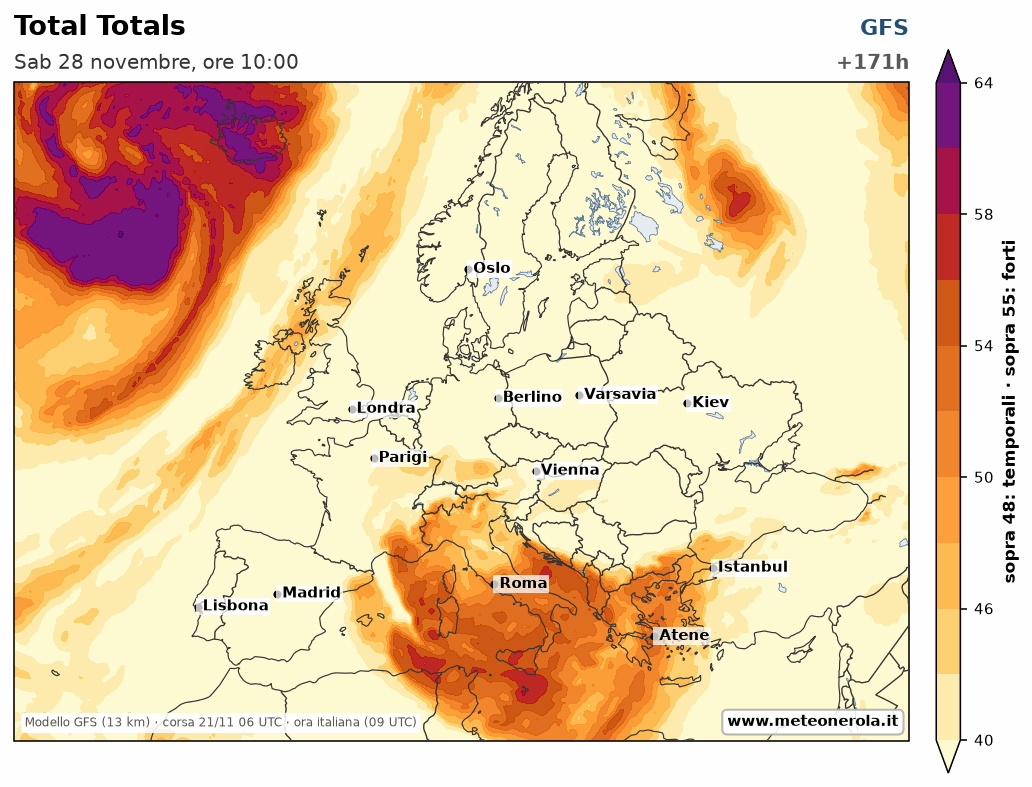 Total Totals
GFS
Sab 28 novembre, ore 10:00
+171h
64
58
54
50
46
40
sopra 48: temporali · sopra 55: forti
Oslo
Londra
Berlino
Varsavia
Kiev
Parigi
Vienna
Istanbul
Roma
Madrid
Lisbona
Atene
Modello GFS (13 km) · corsa 21/11 06 UTC · ora italiana (09 UTC)
www.meteonerola.it